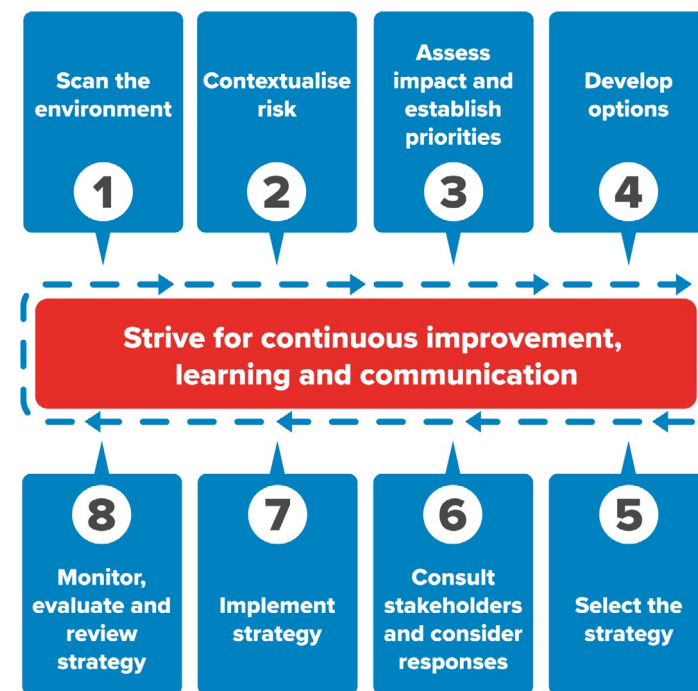 Scan the
environment
1
Contextualise
risk
2
Assess
impact and
establish
priorities
3
Develop
options
4
Strive for continuous improvement,
learning and communication
8
Monitor,
evaluate and
review
strategy
7
Implement
strategy
6
Consult
stakeholders
and consider
responses
5
Select the
strategy